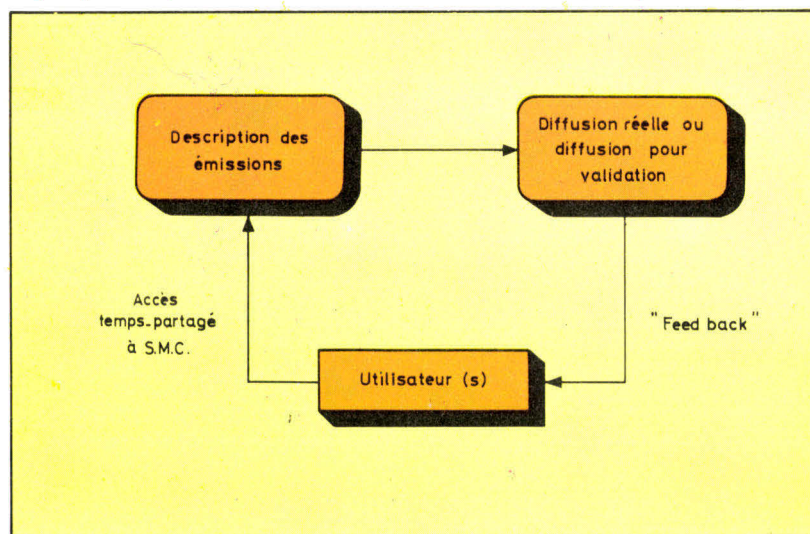 Description des
émissions
Diffusion réelle ou
diffusion pour
validation
Accès
temps-partagé
à S.M.C.
"Feed back"
Utilisateur (s)